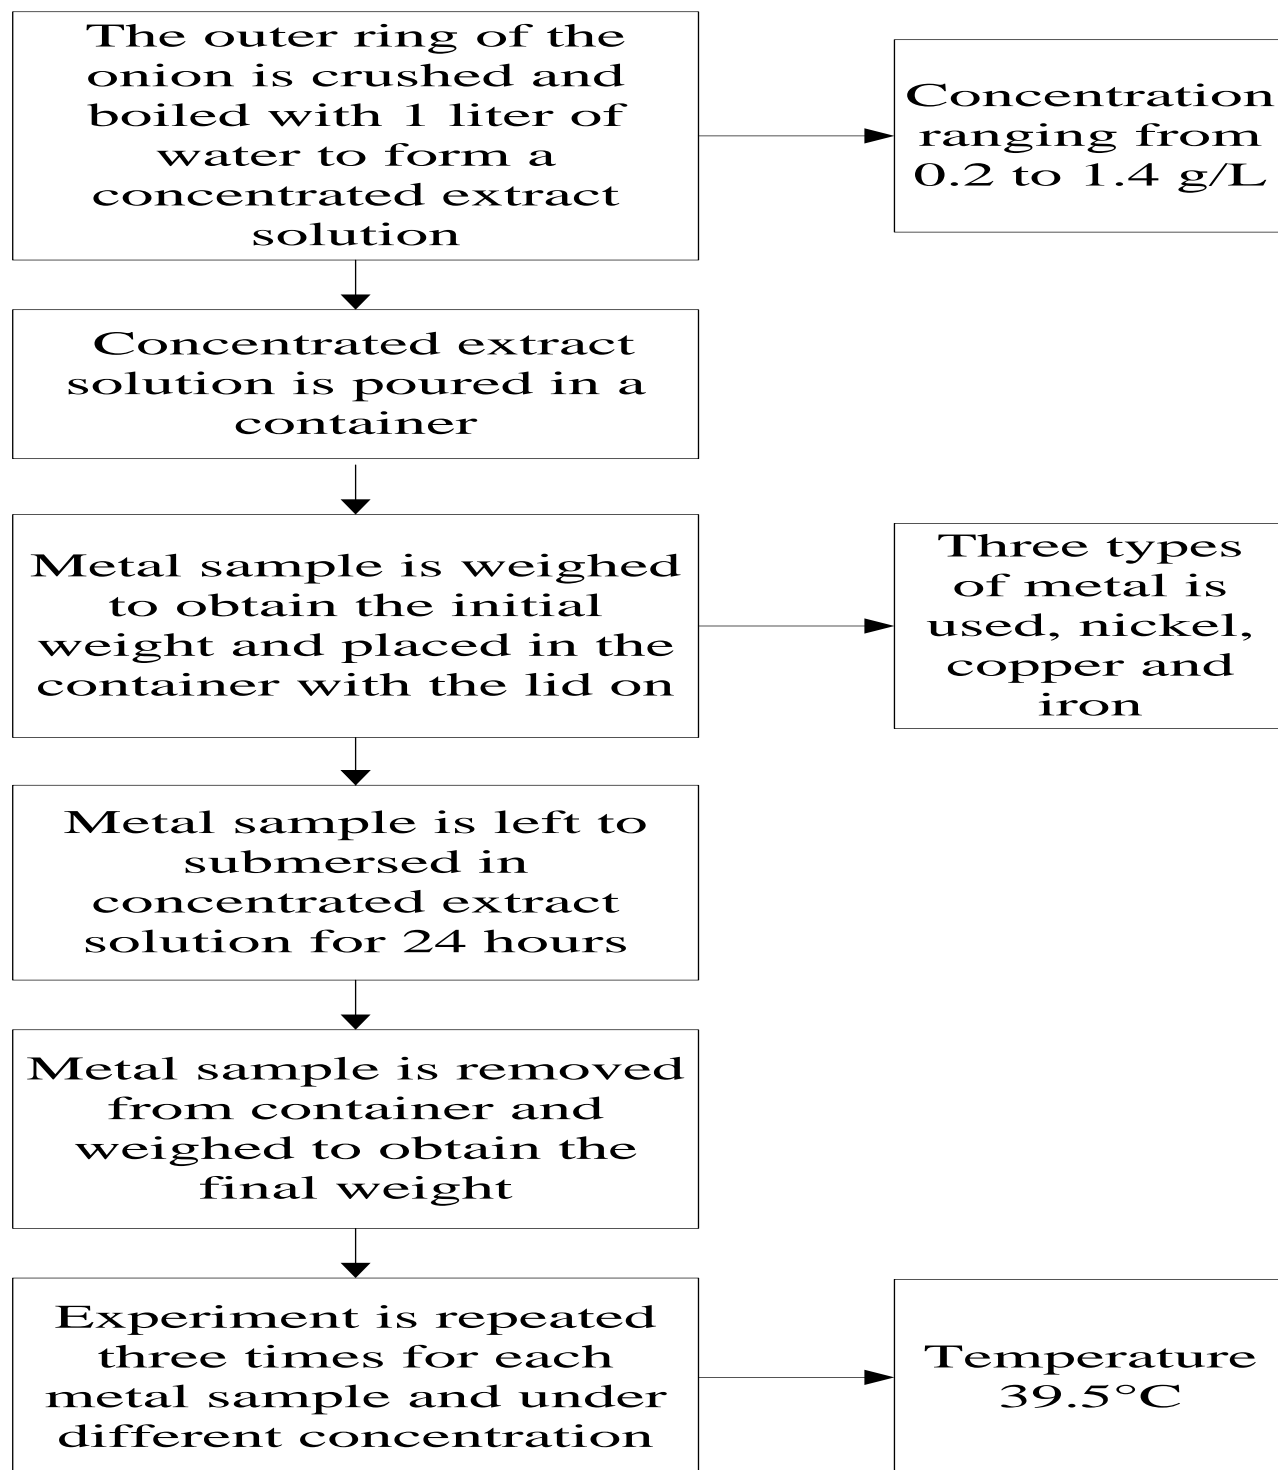 The outer ring of the
onion is crushed and
boiled with 1 liter of
water to form a
concentrated extract
solution
Concentration
ranging from
0.2 to 1.4 g/L
Concentrated extract
solution is poured in a
container
Metal sample is weighed
to obtain the initial
weight and placed in the
container with the lid on
Three types
of metal is
used, nickel,
copper and
iron
Metal sample is left to
submersed in
concentrated extract
solution for 24 hours
Metal sample is removed
from container and
weighed to obtain the
final weight
Experiment is repeated
three times for each
metal sample and under
different concentration
Temperature
39.5°C